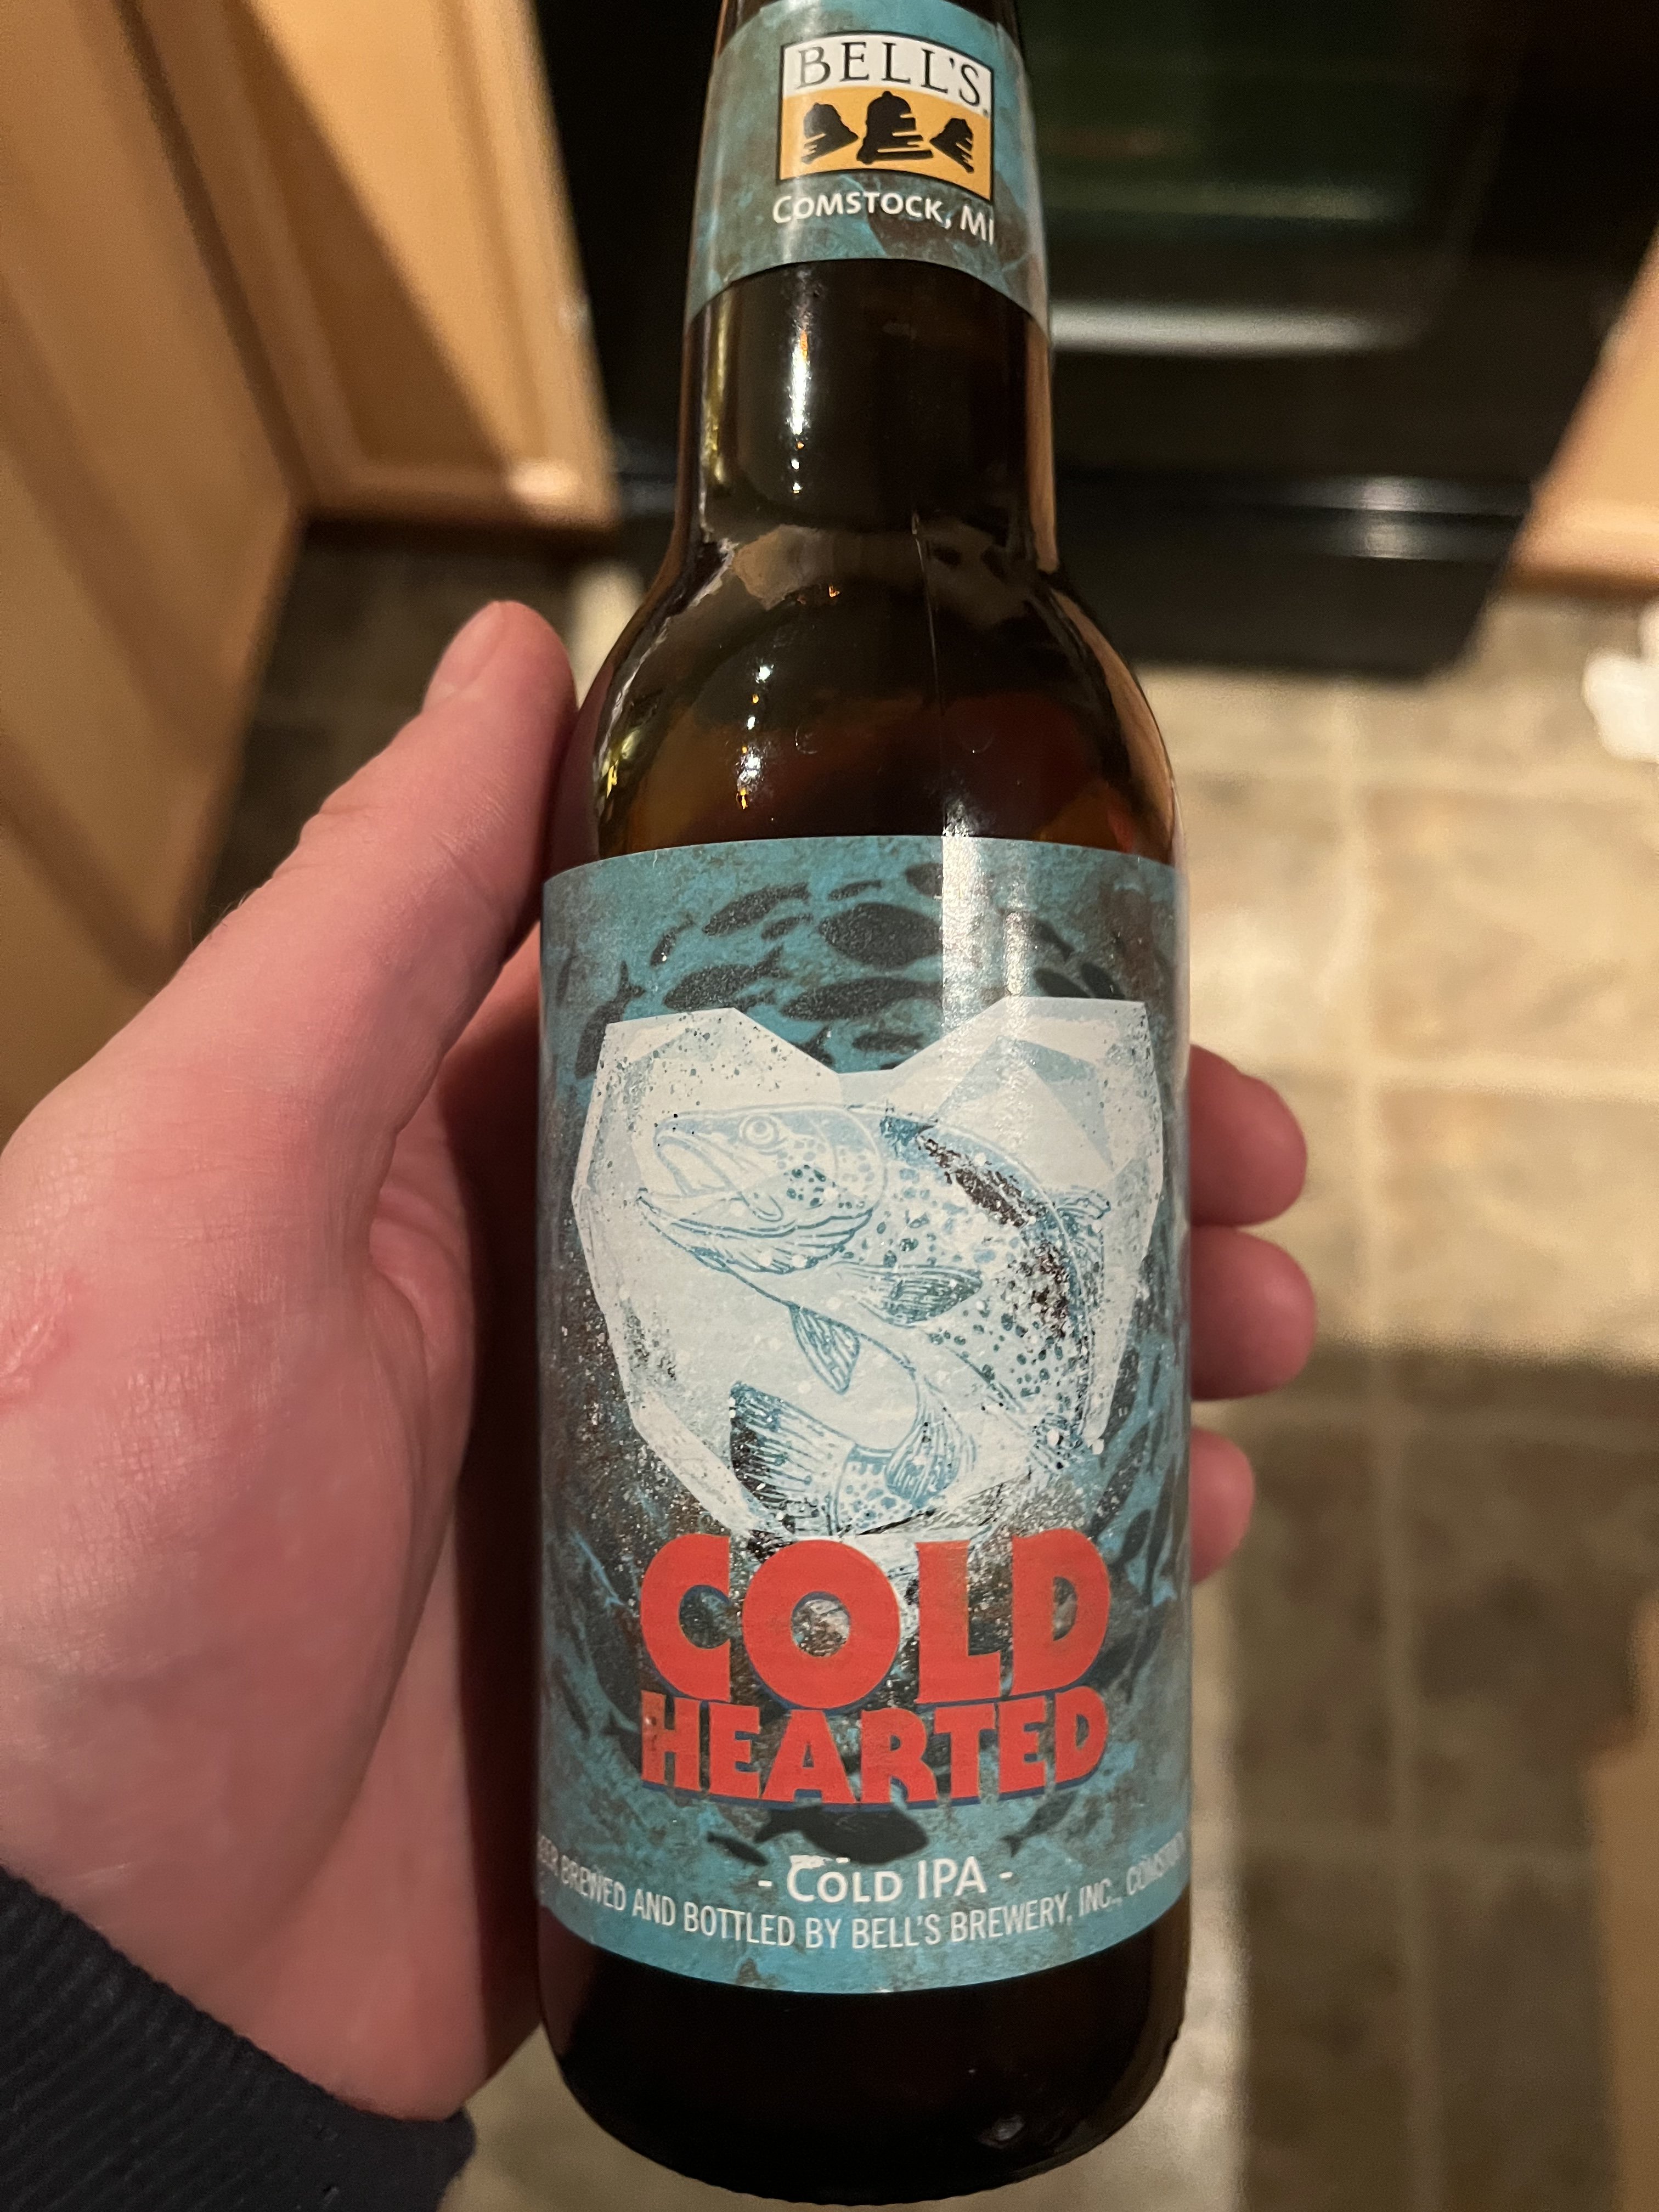 BELL'S
COMSTOCK, MI
COLD
HEARTED
- COLD IPA -
BREWED AND BOTTLED BY BELL'S BREWERY, INC.,